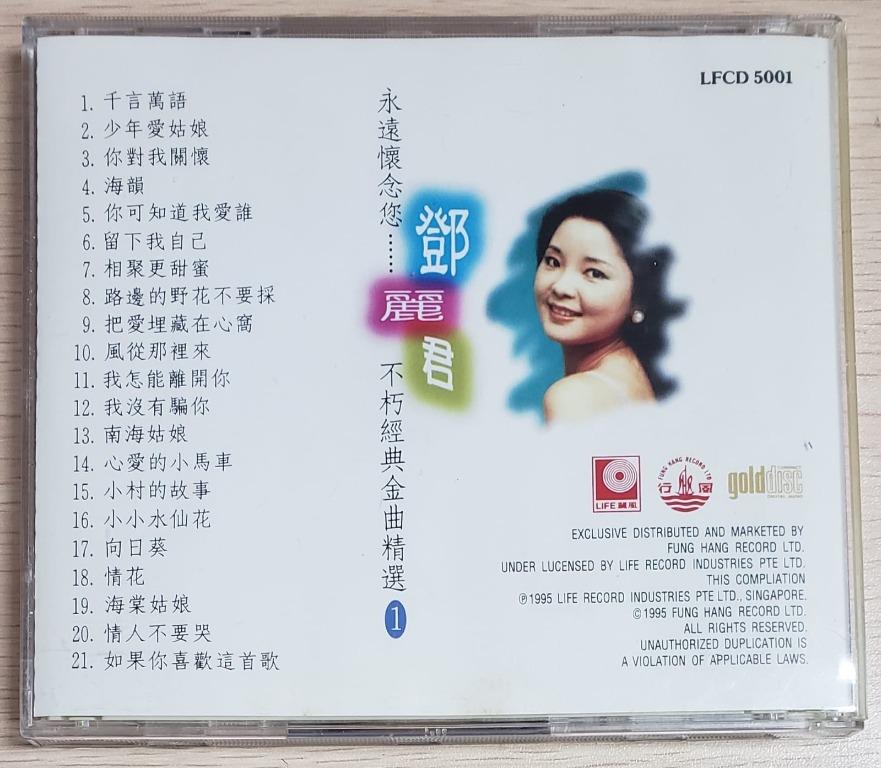 LFCD 5001
1. 千言萬語
2. 少年愛姑娘
3. 你對我關懷
4. 海韻
5. 你可知道我愛誰
6. 留下我自己
7. 相聚更甜蜜
8. 路邊的野花不要採
9. 把愛埋藏在心窩
10. 風從那裡來
11. 我怎能離開你
12. 我沒有騙你
13. 南海姑娘
14. 心愛的小馬車
15. 小村的故事
16. 小小水仙花
17. 向日葵
18. 情花
19. 海棠姑娘
20. 情人不要哭
21. 如果你喜歡這首歌
永遠懷念您……
鄧麗君
不朽經典金曲精選 1
LIFE 麗風
FUNG HANG RECORD LTD
風行
golddisc
EXCLUSIVE DISTRIBUTED AND MARKETED BY
FUNG HANG RECORD LTD.
UNDER LUCENSED BY LIFE RECORD INDUSTRIES PTE LTD.
THIS COMPLIATION
℗1995 LIFE RECORD INDUSTRIES PTE LTD., SINGAPORE.
©1995 FUNG HANG RECORD LTD.
ALL RIGHTS RESERVED.
UNAUTHORIZED DUPLICATION IS
A VIOLATION OF APPLICABLE LAWS.